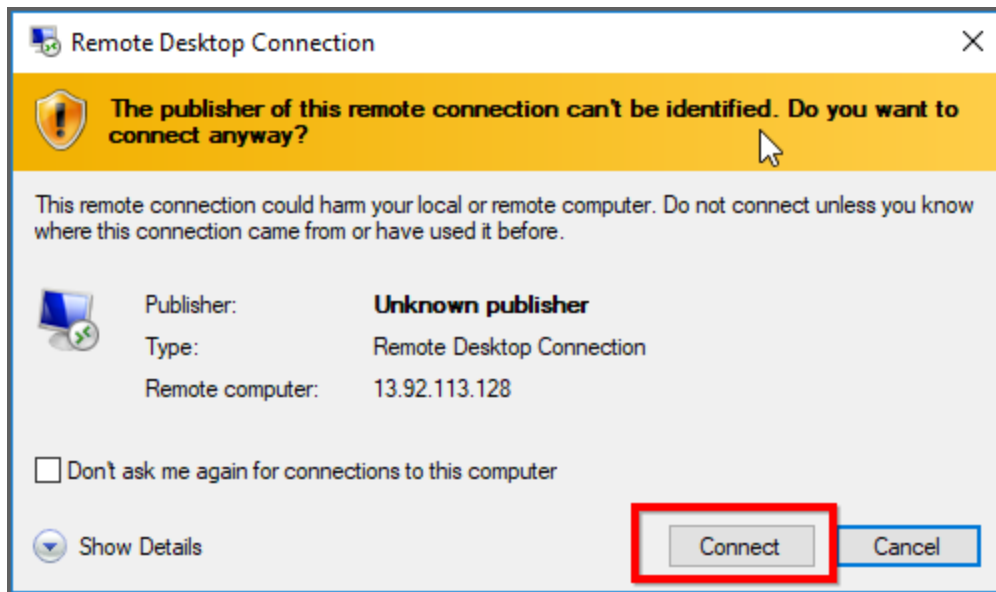 Remote Desktop Connection
The publisher of this remote connection can't be identified. Do you want to
connect anyway?
This remote connection could harm your local or remote computer. Do not connect unless you know
where this connection came from or have used it before.
Publisher: Unknown publisher
Type: Remote Desktop Connection
Remote computer: 13.92.113.128
Don't ask me again for connections to this computer
Show Details Connect Cancel